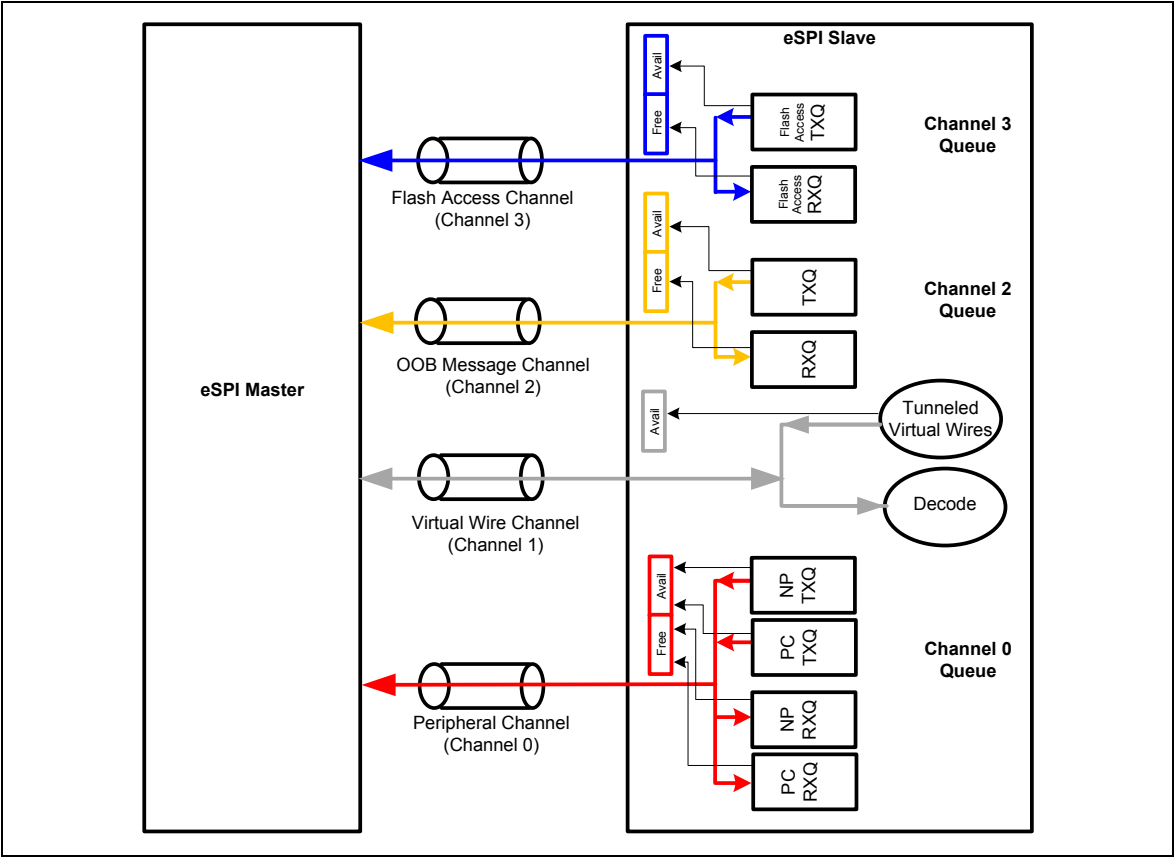 eSPI Slave
Avail
Free
Flash
Access
TXQ
Channel 3
Queue
Flash
Access
RXQ
Flash Access Channel
(Channel 3)
Avail
Free
TXQ
Channel 2
Queue
RXQ
OOB Message Channel
(Channel 2)
eSPI Master
Avail
Tunneled
Virtual Wires
Decode
Virtual Wire Channel
(Channel 1)
Avail
Free
NP
TXQ
PC
TXQ
Channel 0
Queue
NP
RXQ
PC
RXQ
Peripheral Channel
(Channel 0)